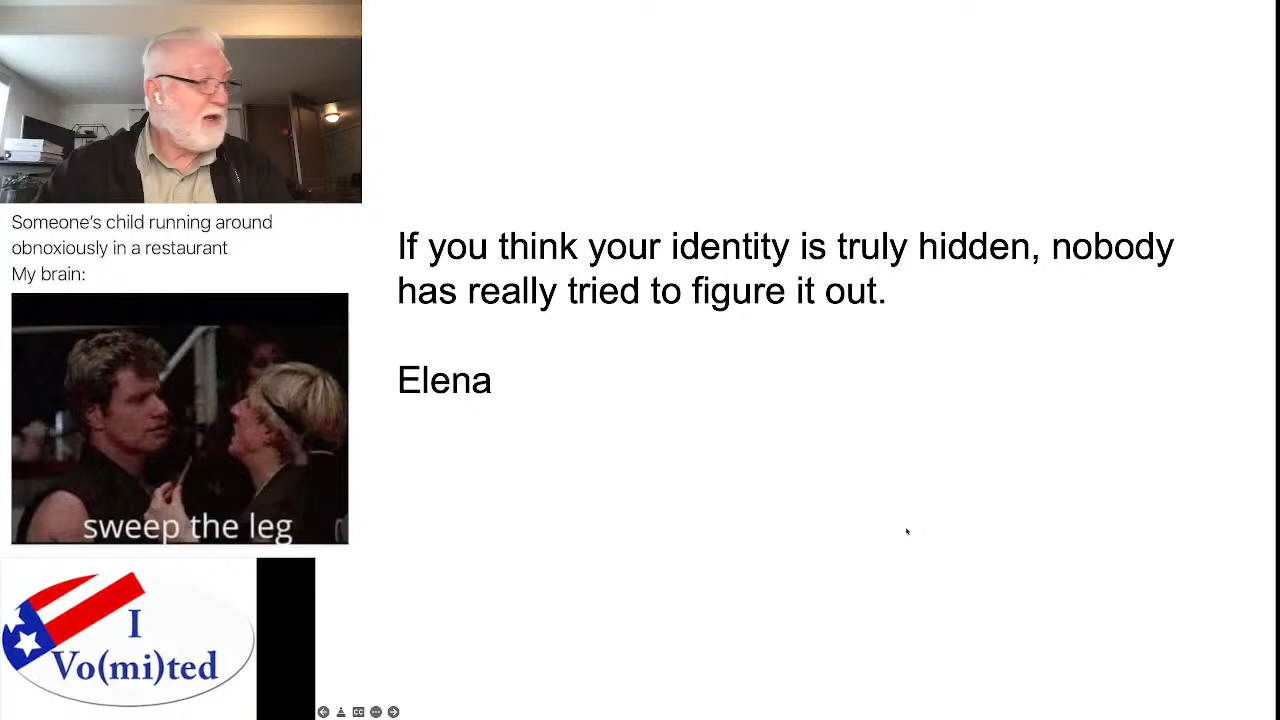 Someone's child running around
obnoxiously in a restaurant
My brain:
sweep the leg
I
Vo(mi)ted
If you think your identity is truly hidden, nobody
has really tried to figure it out.
Elena
CC